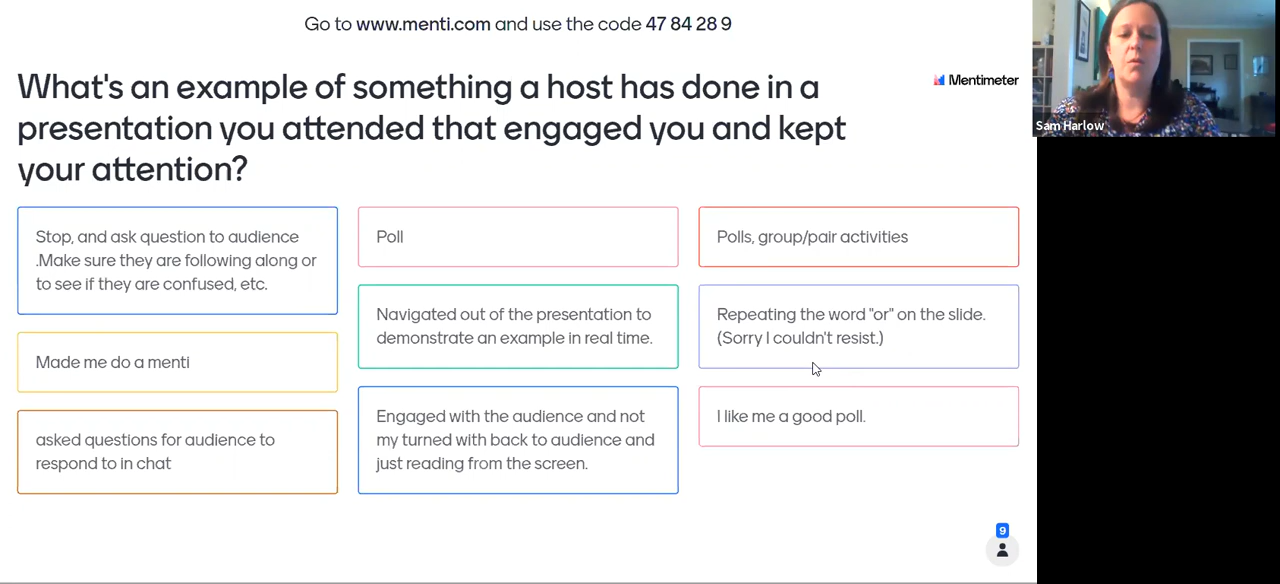 Go to www.menti.com and use the code 47 84 28 9
What's an example of something a host has done in a
presentation you attended that engaged you and kept
your attention?
Mentimeter
Sam Harlow
Stop, and ask question to audience
.Make sure they are following along or
to see if they are confused, etc.
Made me do a menti
asked questions for audience to
respond to in chat
Poll
Navigated out of the presentation to
demonstrate an example in real time.
Engaged with the audience and not
my turned with back to audience and
just reading from the screen.
Polls, group/pair activities
Repeating the word "or" on the slide.
(Sorry I couldn't resist.)
I like me a good poll.
9